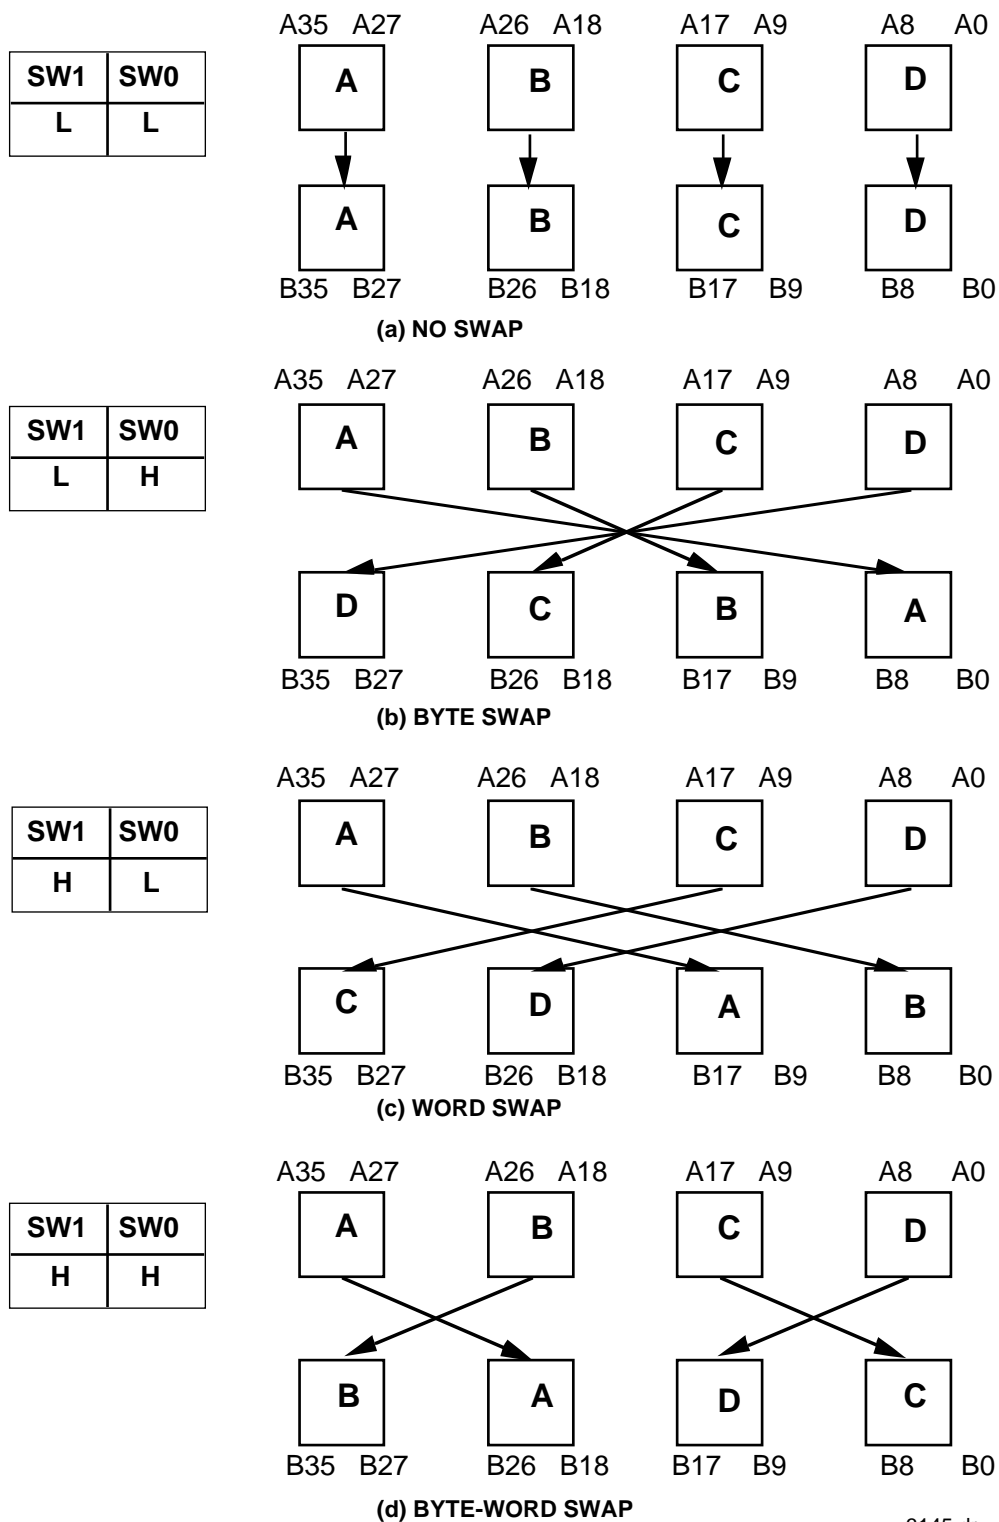 A35 A27 A26 A18 A17 A9 A8 A0
SW1 SW0
L L
A B C D
A B C D
B35 B27 B26 B18 B17 B9 B8 B0
(a) NO SWAP
A35 A27 A26 A18 A17 A9 A8 A0
SW1 SW0
L H
A B C D
D C B A
B35 B27 B26 B18 B17 B9 B8 B0
(b) BYTE SWAP
A35 A27 A26 A18 A17 A9 A8 A0
SW1 SW0
H L
A B C D
C D A B
B35 B27 B26 B18 B17 B9 B8 B0
(c) WORD SWAP
A35 A27 A26 A18 A17 A9 A8 A0
SW1 SW0
H H
A B C D
B A D C
B35 B27 B26 B18 B17 B9 B8 B0
(d) BYTE-WORD SWAP